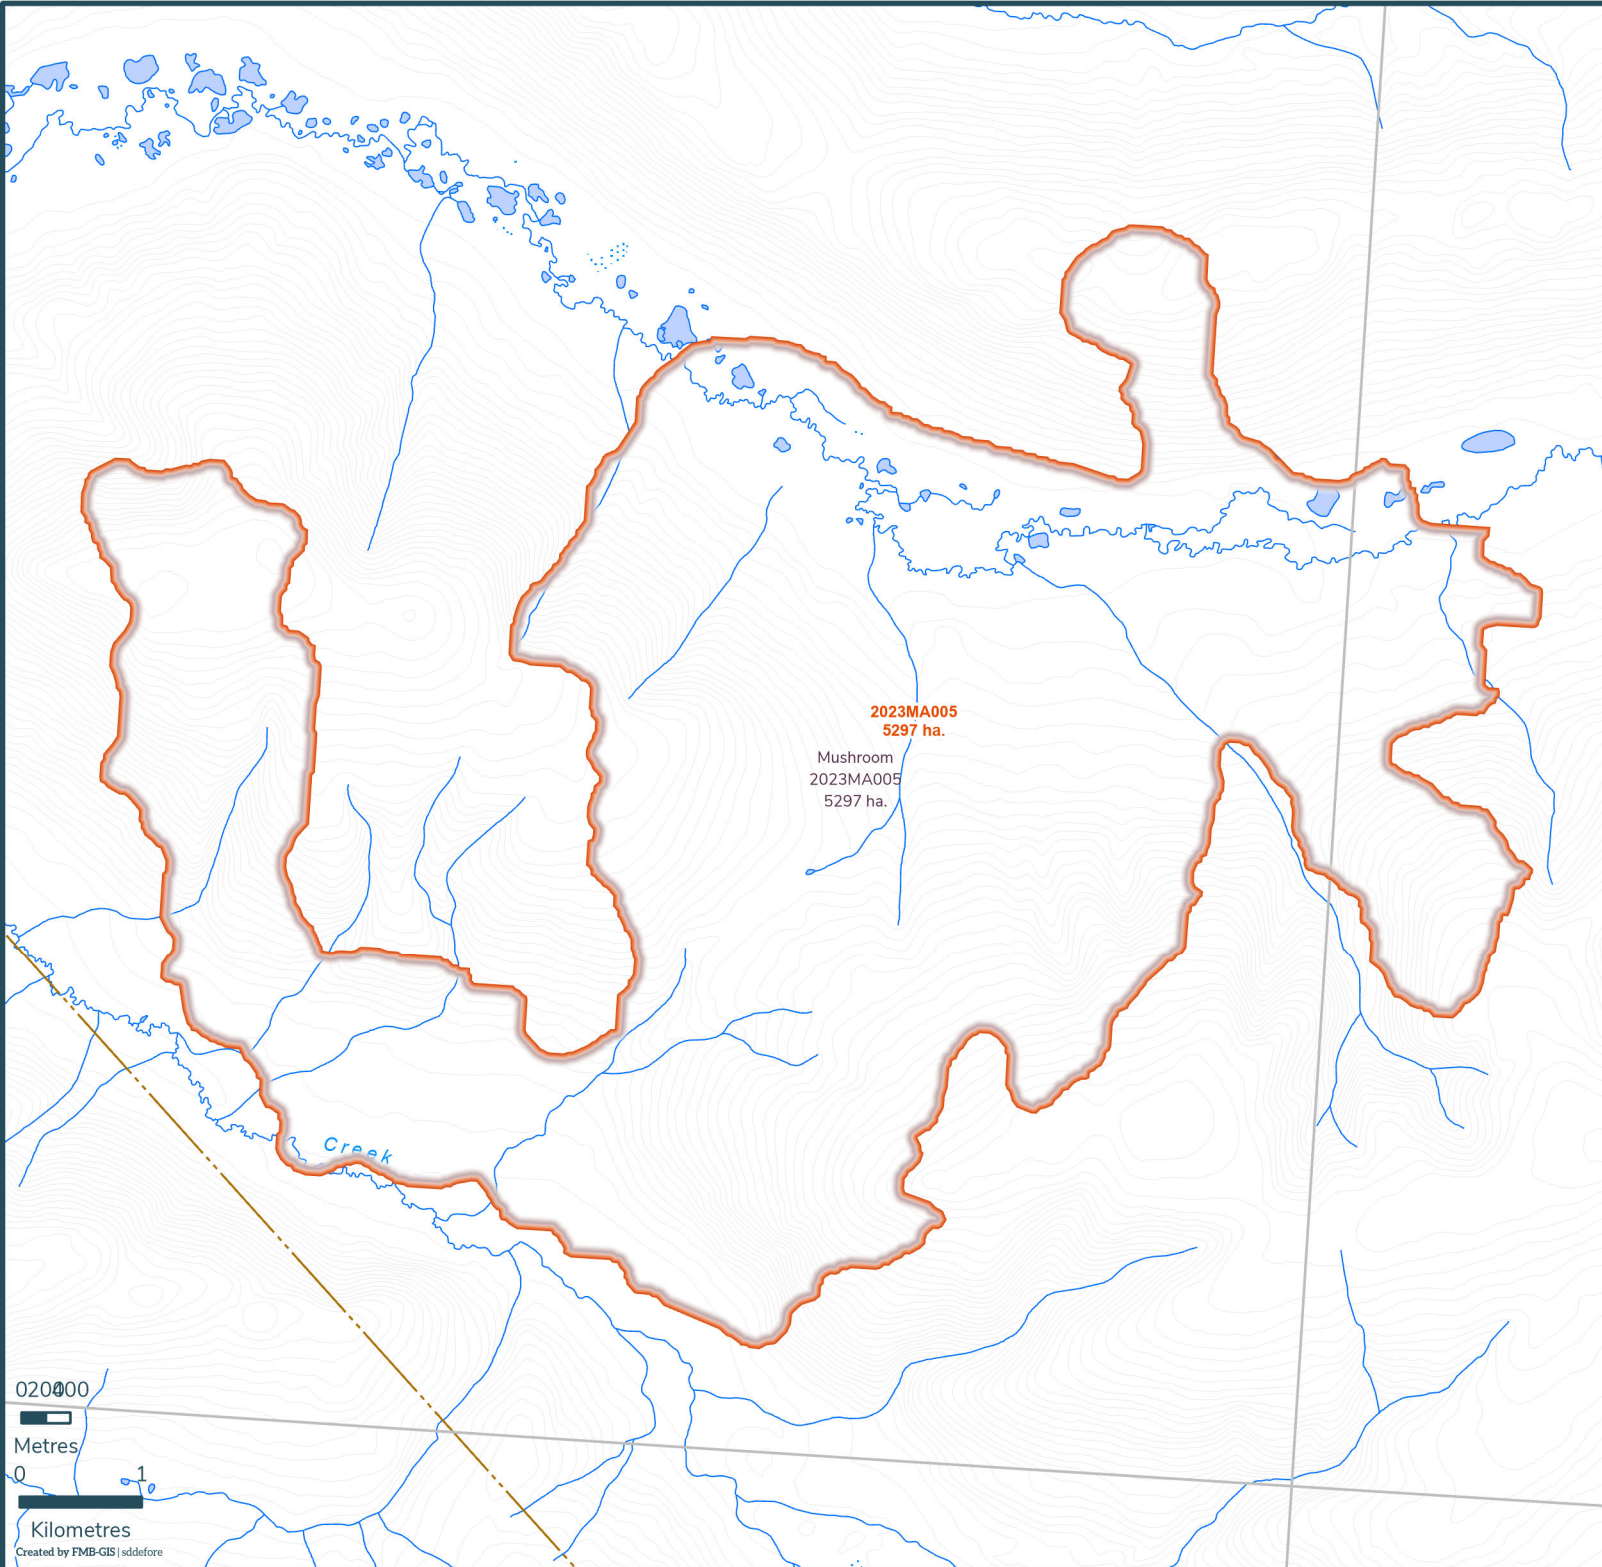 2023MA005
5297 ha.
Mushroom
2023MA005
5297 ha.
Creek
Metres
0 1
Kilometres
Created by FMB-GIS | sddefore